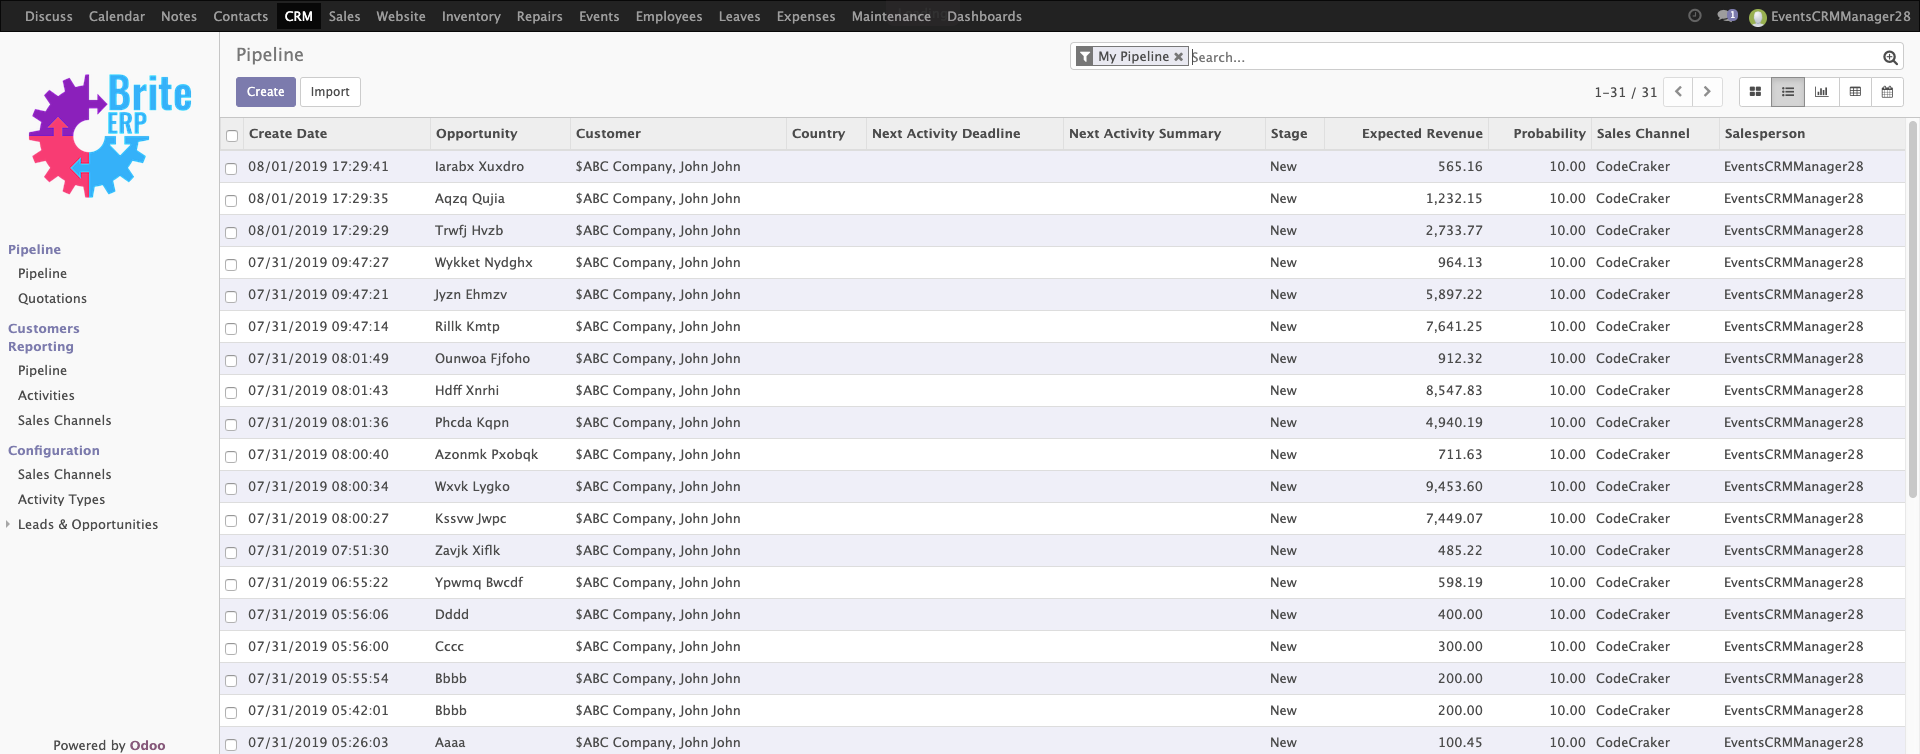 Discuss Calendar Notes Contacts CRM Sales Website Inventory Repairs Events Employees Leaves Expenses Maintenance Dashboards 1 EventsCRMManager28
Brite
ERP
Pipeline
Pipeline
Quotations
Customers
Reporting
Pipeline
Activities
Sales Channels
Configuration
Sales Channels
Activity Types
Leads & Opportunities
Powered by Odoo
Pipeline
My Pipeline Search...
Create Import
1-31 / 31
Create Date Opportunity Customer Country Next Activity Deadline Next Activity Summary Stage Expected Revenue Probability Sales Channel Salesperson
08/01/2019 17:29:41 Iarabx Xuxdro $ABC Company, John John New 565.16 10.00 CodeCraker EventsCRMManager28
08/01/2019 17:29:35 Aqzq Qujia $ABC Company, John John New 1,232.15 10.00 CodeCraker EventsCRMManager28
08/01/2019 17:29:29 Trwfj Hvzb $ABC Company, John John New 2,733.77 10.00 CodeCraker EventsCRMManager28
07/31/2019 09:47:27 Wykket Nydghx $ABC Company, John John New 964.13 10.00 CodeCraker EventsCRMManager28
07/31/2019 09:47:21 Jyzn Ehmzv $ABC Company, John John New 5,897.22 10.00 CodeCraker EventsCRMManager28
07/31/2019 09:47:14 Rillk Kmtp $ABC Company, John John New 7,641.25 10.00 CodeCraker EventsCRMManager28
07/31/2019 08:01:49 Ounwoa Fjfoho $ABC Company, John John New 912.32 10.00 CodeCraker EventsCRMManager28
07/31/2019 08:01:43 Hdff Xnrhi $ABC Company, John John New 8,547.83 10.00 CodeCraker EventsCRMManager28
07/31/2019 08:01:36 Phcda Kqpn $ABC Company, John John New 4,940.19 10.00 CodeCraker EventsCRMManager28
07/31/2019 08:00:40 Azonmk Pxobqk $ABC Company, John John New 711.63 10.00 CodeCraker EventsCRMManager28
07/31/2019 08:00:34 Wxvk Lygko $ABC Company, John John New 9,453.60 10.00 CodeCraker EventsCRMManager28
07/31/2019 08:00:27 Kssvw Jwpc $ABC Company, John John New 7,449.07 10.00 CodeCraker EventsCRMManager28
07/31/2019 07:51:30 Zavjk Xiflk $ABC Company, John John New 485.22 10.00 CodeCraker EventsCRMManager28
07/31/2019 06:55:22 Ypwmq Bwcdf $ABC Company, John John New 598.19 10.00 CodeCraker EventsCRMManager28
07/31/2019 05:56:06 Dddd $ABC Company, John John New 400.00 10.00 CodeCraker EventsCRMManager28
07/31/2019 05:56:00 Cccc $ABC Company, John John New 300.00 10.00 CodeCraker EventsCRMManager28
07/31/2019 05:55:54 Bbbb $ABC Company, John John New 200.00 10.00 CodeCraker EventsCRMManager28
07/31/2019 05:42:01 Bbbb $ABC Company, John John New 200.00 10.00 CodeCraker EventsCRMManager28
07/31/2019 05:26:03 Aaaa $ABC Company, John John New 100.45 10.00 CodeCraker EventsCRMManager28